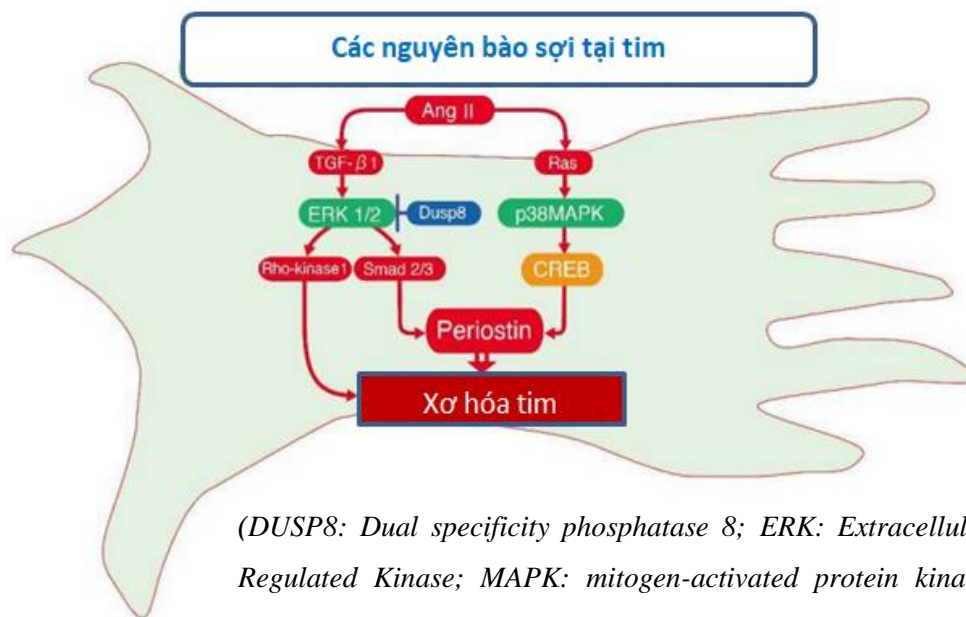 Các nguyên bào sợi tại tim
Ang II
TGF-β1
Ras
ERK 1/2
Dusp8
p38MAPK
Rho-kinase1
Smad 2/3
CREB
Periostin
Xơ hóa tim
(DUSP8: Dual specificity phosphatase 8; ERK: Extracellul
Regulated Kinase; MAPK: mitogen-activated protein kina